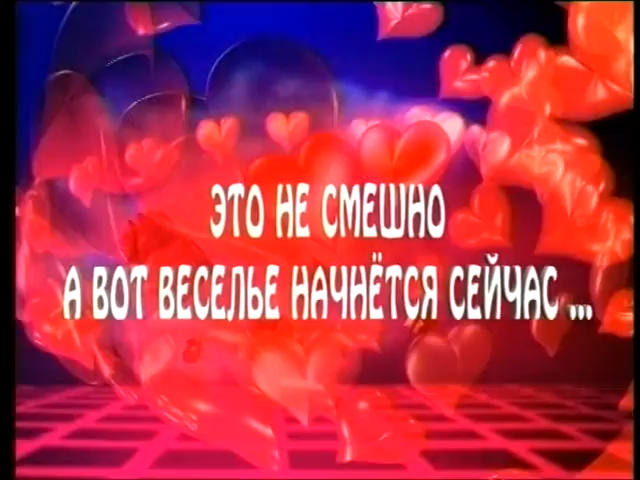 ЭТО НЕ СМЕШНО
А ВОТ ВЕСЕЛЬЕ НАЧНЁТСЯ СЕЙЧАС ...